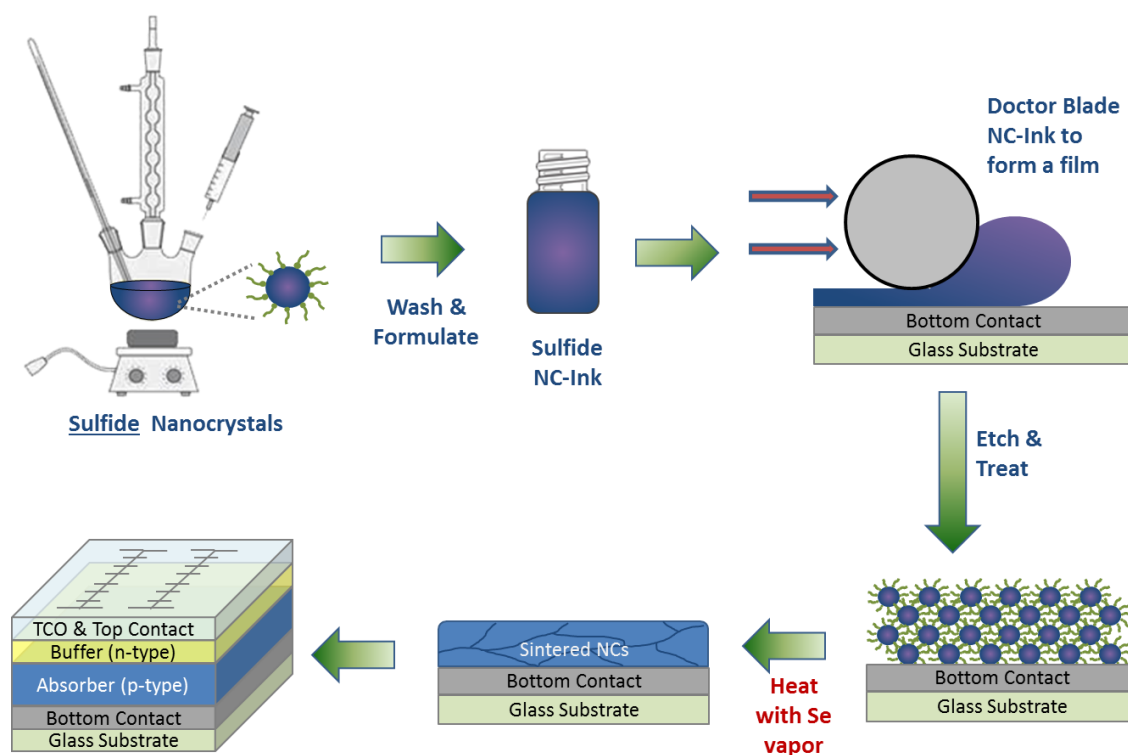 Doctor Blade
NC-Ink to
form a film
Wash &
Formulate
Sulfide
NC-Ink
Bottom Contact
Glass Substrate
Sulfide Nanocrystals
Etch &
Treat
TCO & Top Contact
Buffer (n-type)
Absorber (p-type)
Bottom Contact
Glass Substrate
Sintered NCs
Bottom Contact
Glass Substrate
Heat
with Se
vapor
Bottom Contact
Glass Substrate